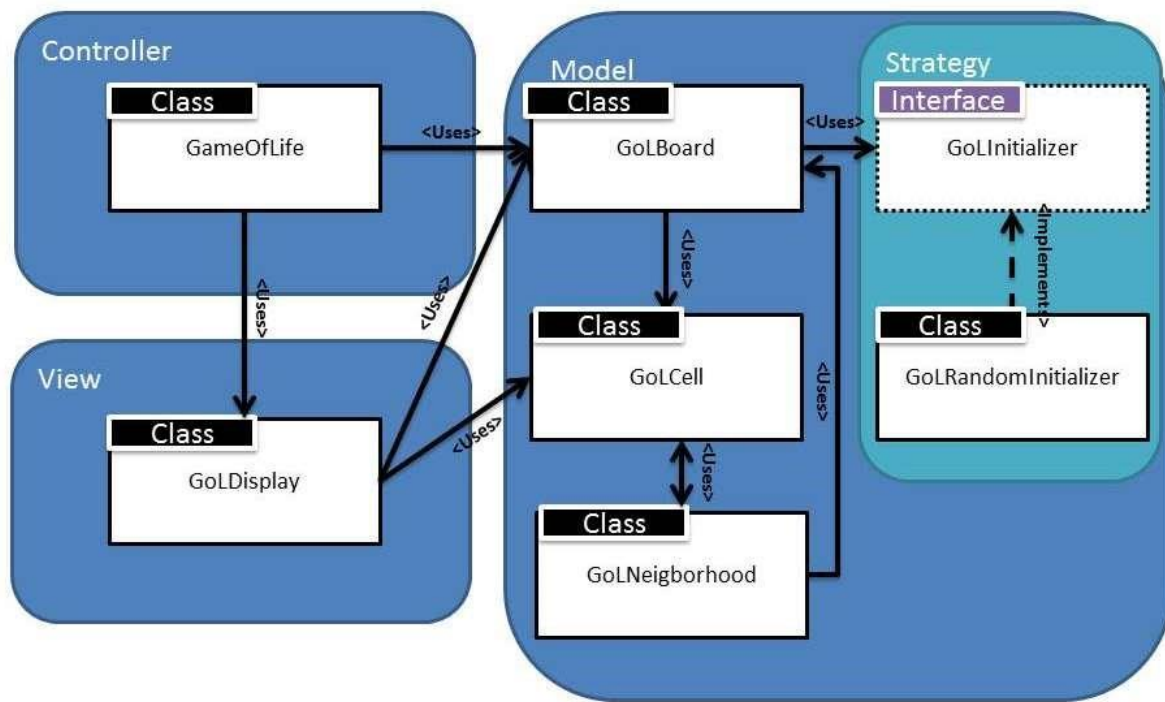 Controller
Class
GameOfLife
<Uses>
<Uses>
View
Class
GoLDisplay
<Uses>
<Uses>
Model
Class
GoLBoard
<Uses>
<Uses>
Class
GoLCell
<Uses>
<Uses>
Class
GoLNeigborhood
Strategy
Interface
GoLInitializer
<Implements>
Class
GoLRandomInitializer